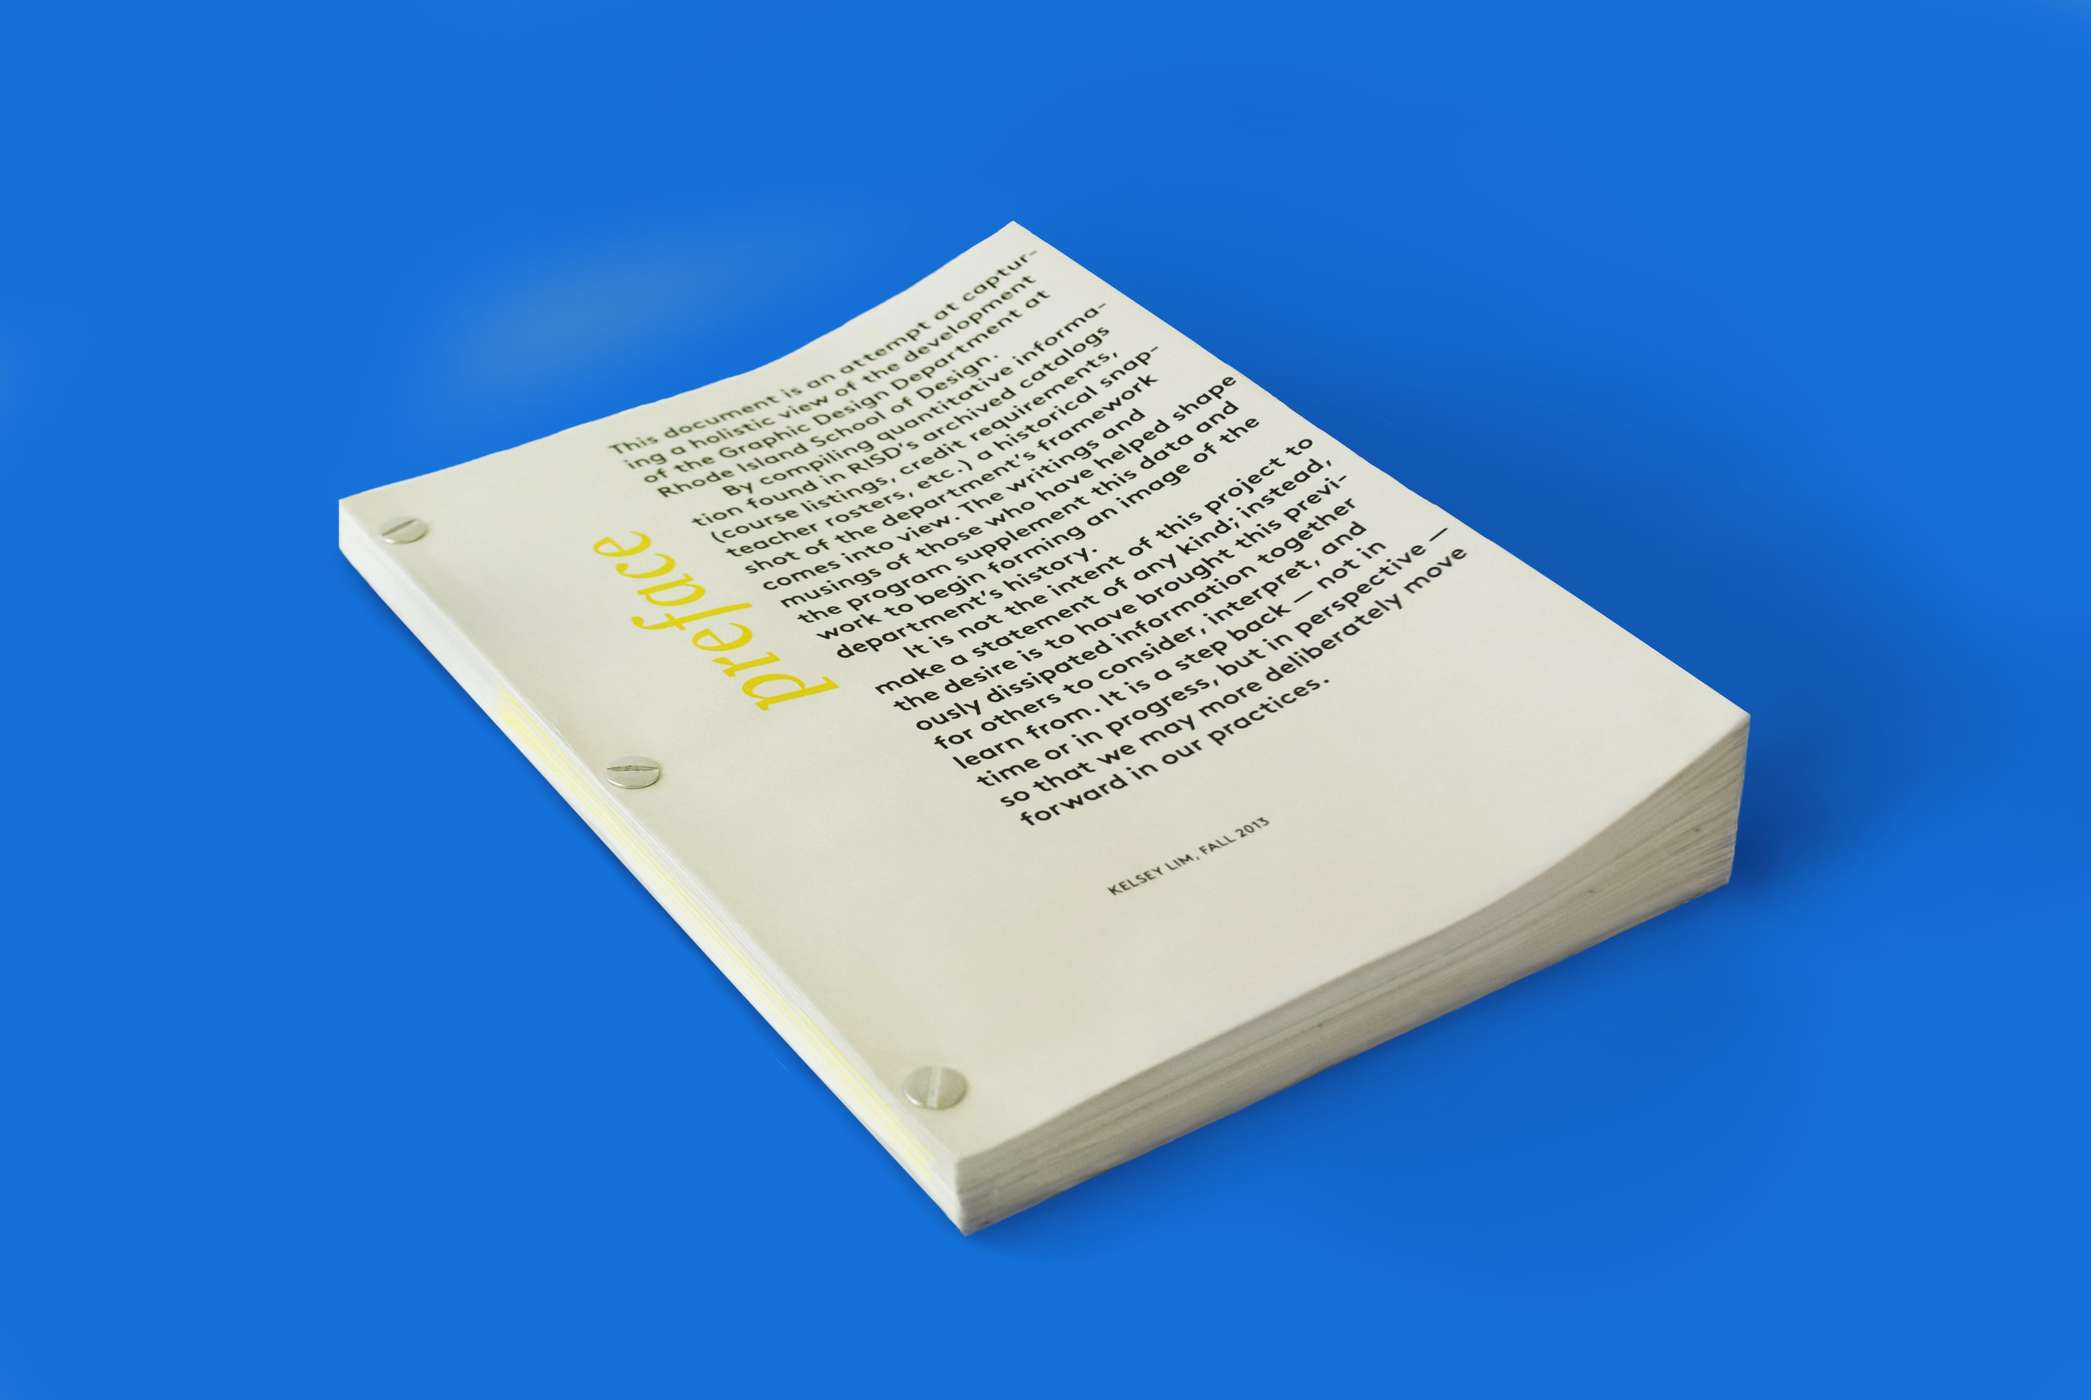 preface
This document is an attempt at captur-
ing a holistic view of the development
of the Graphic Design Department at
Rhode Island School of Design.
By compiling quantitative informa-
tion found in RISD's archived catalogs
(course listings, credit requirements,
teacher rosters, etc.) a historical snap-
shot of the department's framework
comes into view. The writings and
musings of those who have helped shape
the program supplement this data and
work to begin forming an image of the
department's history.
It is not the intent of this project to
make a statement of any kind; instead,
the desire is to have brought this previ-
ously dissipated information together
for others to consider, interpret, and
learn from. It is a step back — not in
time or in progress, but in perspective —
so that we may more deliberately move
forward in our practices.
KELSEY LIM, FALL 2013